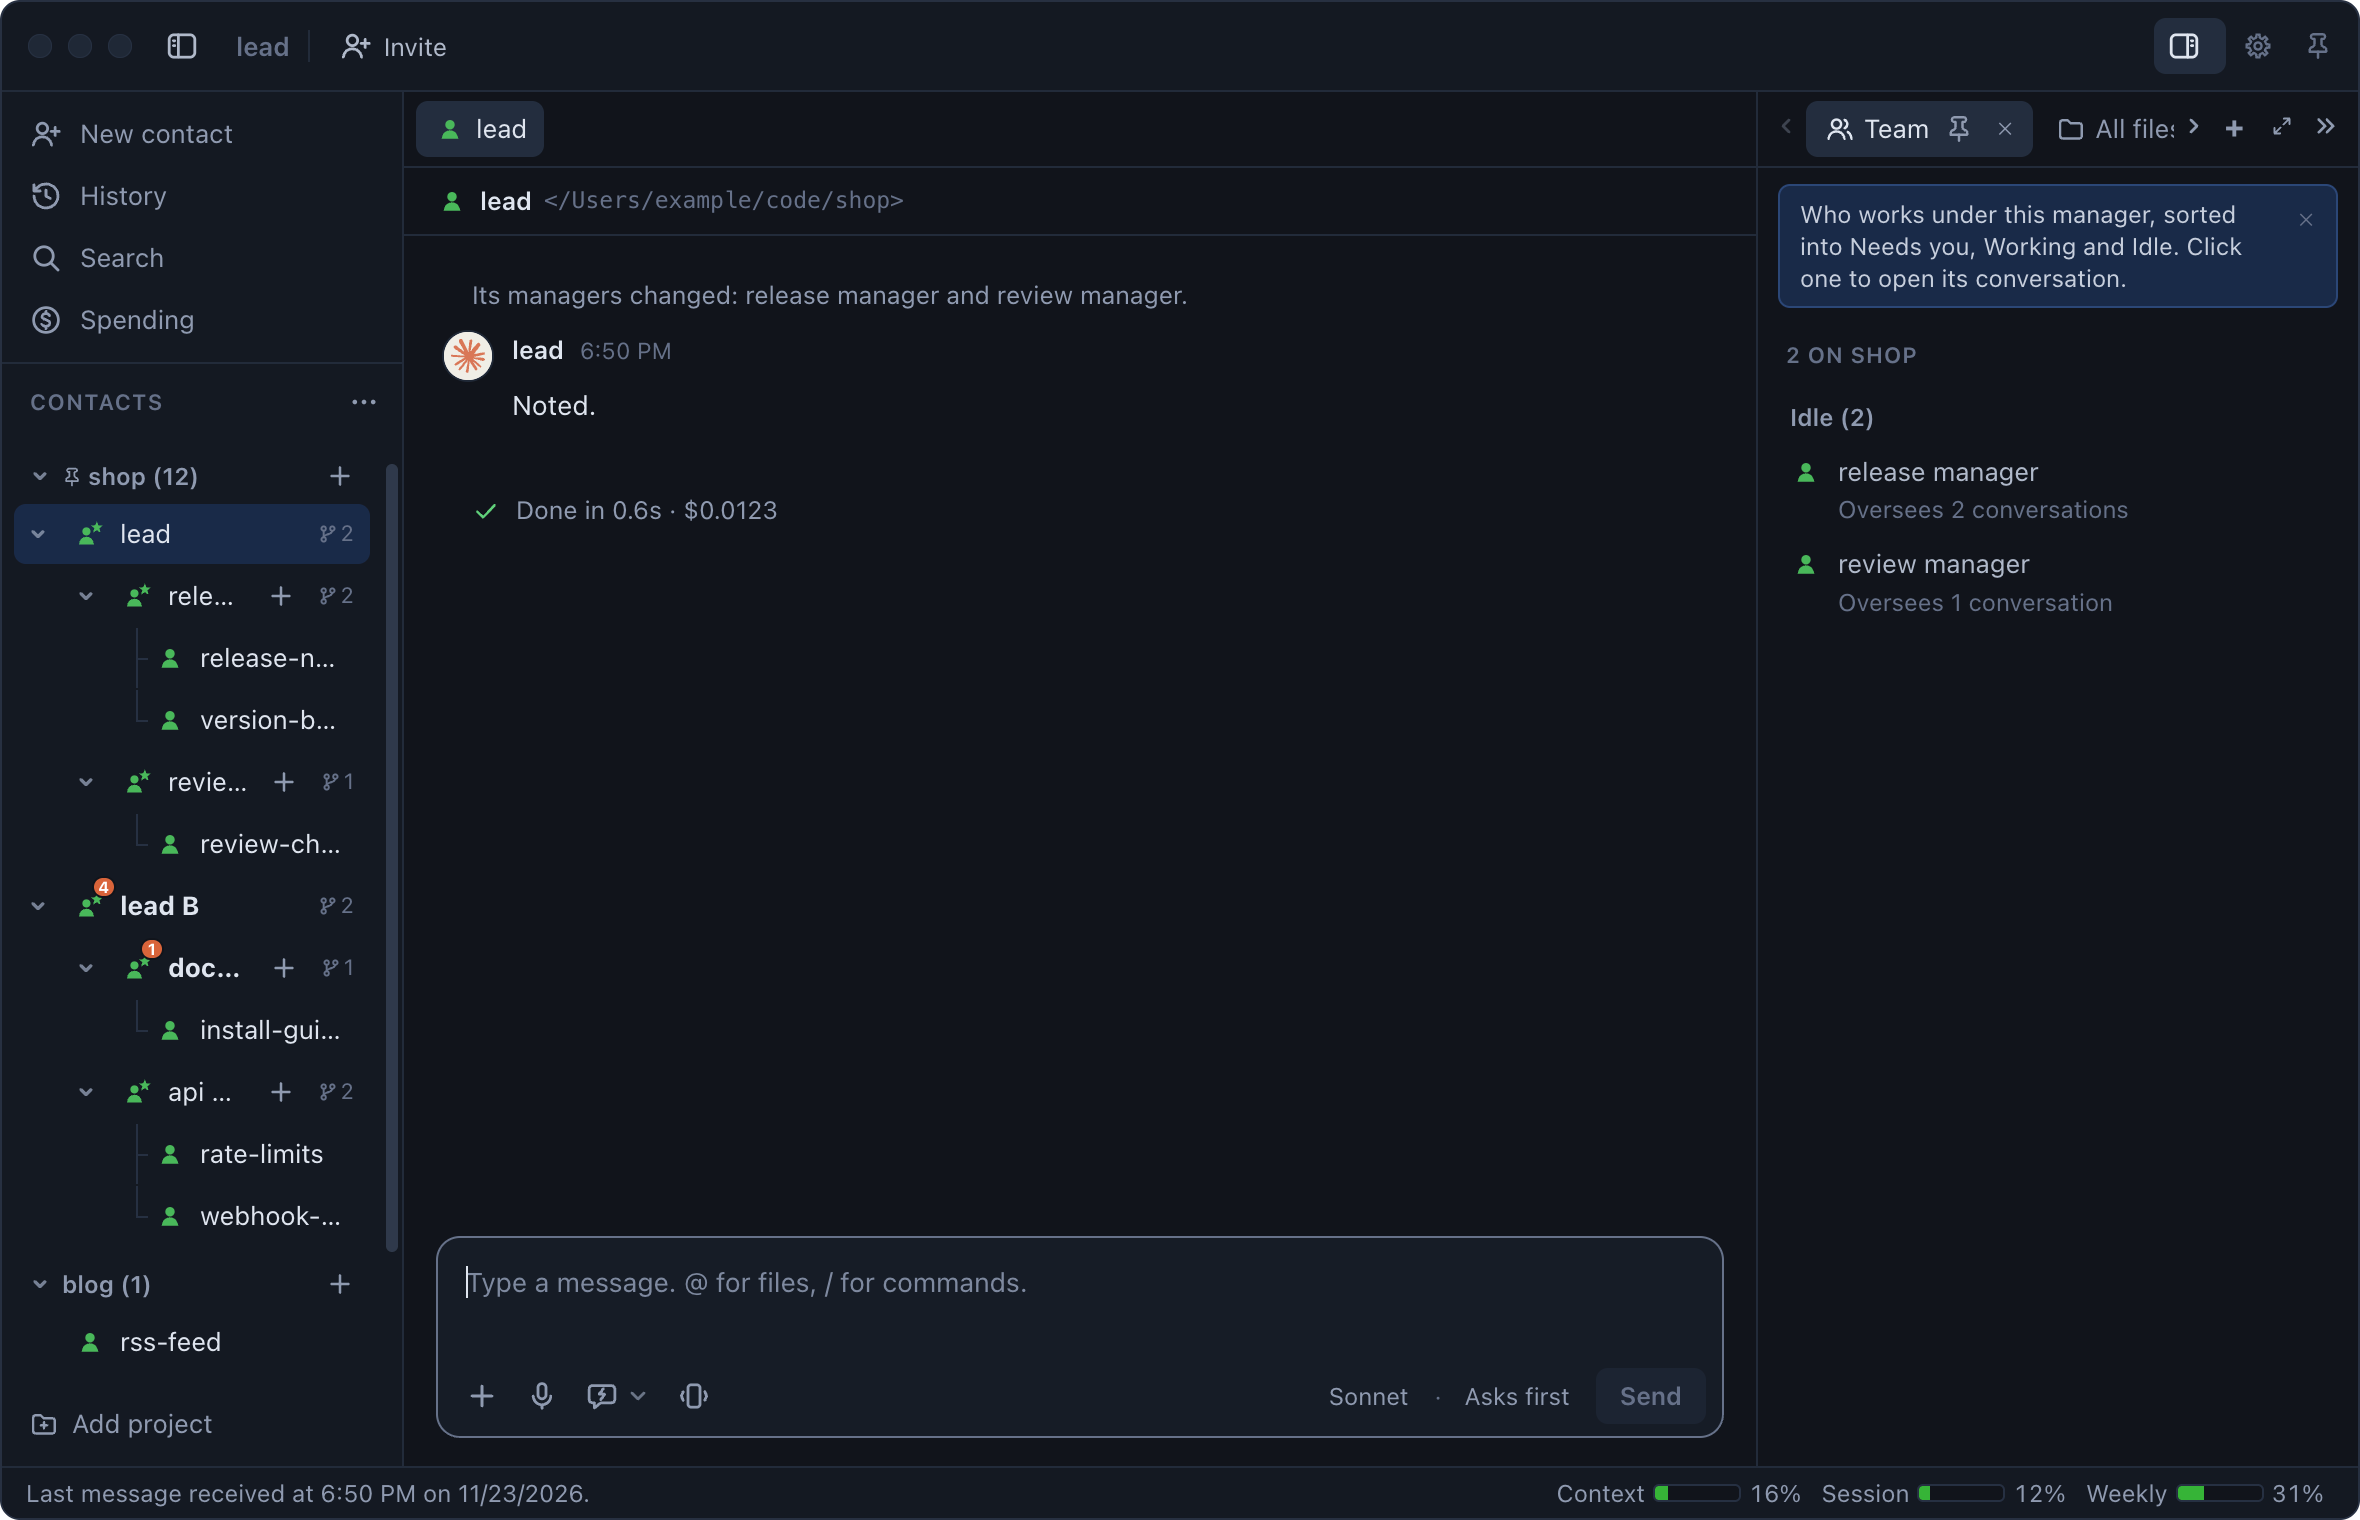 lead
Invite
New contact
History
Search
Spending
CONTACTS
shop (12)
lead 2
rele... 2
release-n...
version-b...
revie... 1
review-ch...
4
lead B 2
1
doc... 1
install-gui...
api ... 2
rate-limits
webhook-...
blog (1)
rss-feed
Add project
lead
lead </Users/example/code/shop>
Its managers changed: release manager and review manager.
lead 6:50 PM
Noted.
Done in 0.6s · $0.0123
Type a message. @ for files, / for commands.
Sonnet · Asks first Send
Team
All files
Who works under this manager, sorted
into Needs you, Working and Idle. Click
one to open its conversation.
2 ON SHOP
Idle (2)
release manager
Oversees 2 conversations
review manager
Oversees 1 conversation
Last message received at 6:50 PM on 11/23/2026.
Context 16% Session 12% Weekly 31%